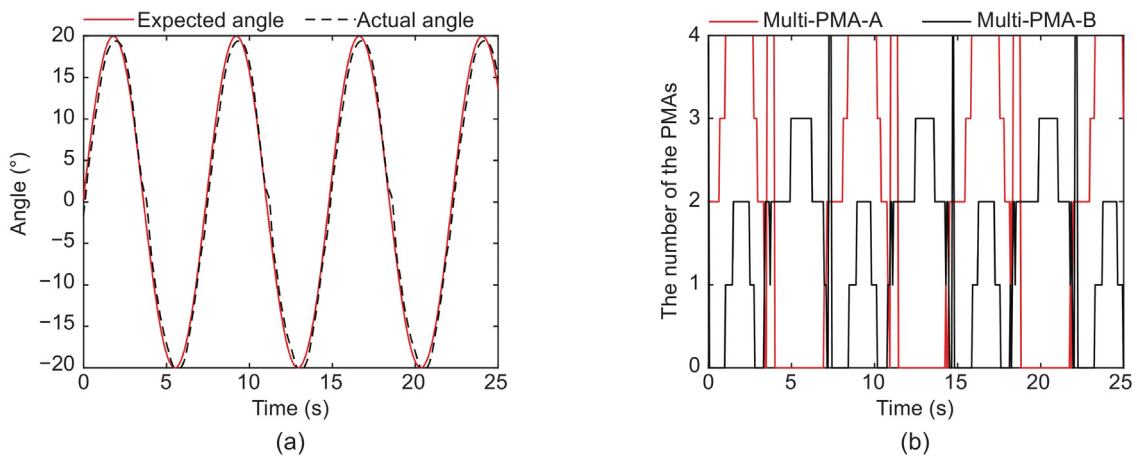 Expected angle Actual angle
20
15
10
5
0
−5
−10
−15
−20
Angle (°)
0 5 10 15 20 25
Time (s)
(a)
Multi-PMA-A Multi-PMA-B
4
3
2
1
0
The number of the PMAs
0 5 10 15 20 25
Time (s)
(b)